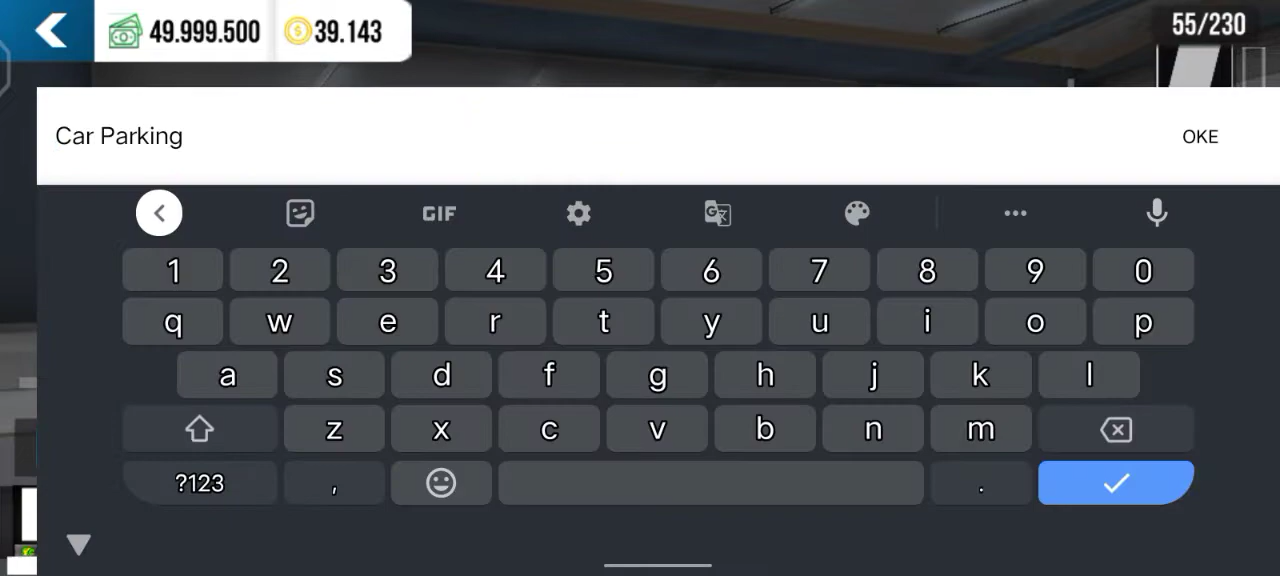 49.999.500 39.143 55/230
Car Parking OKE
GIF
1 2 3 4 5 6 7 8 9 0
q w e r t y u i o p
a s d f g h j k l
z x c v b n m
?123 , .